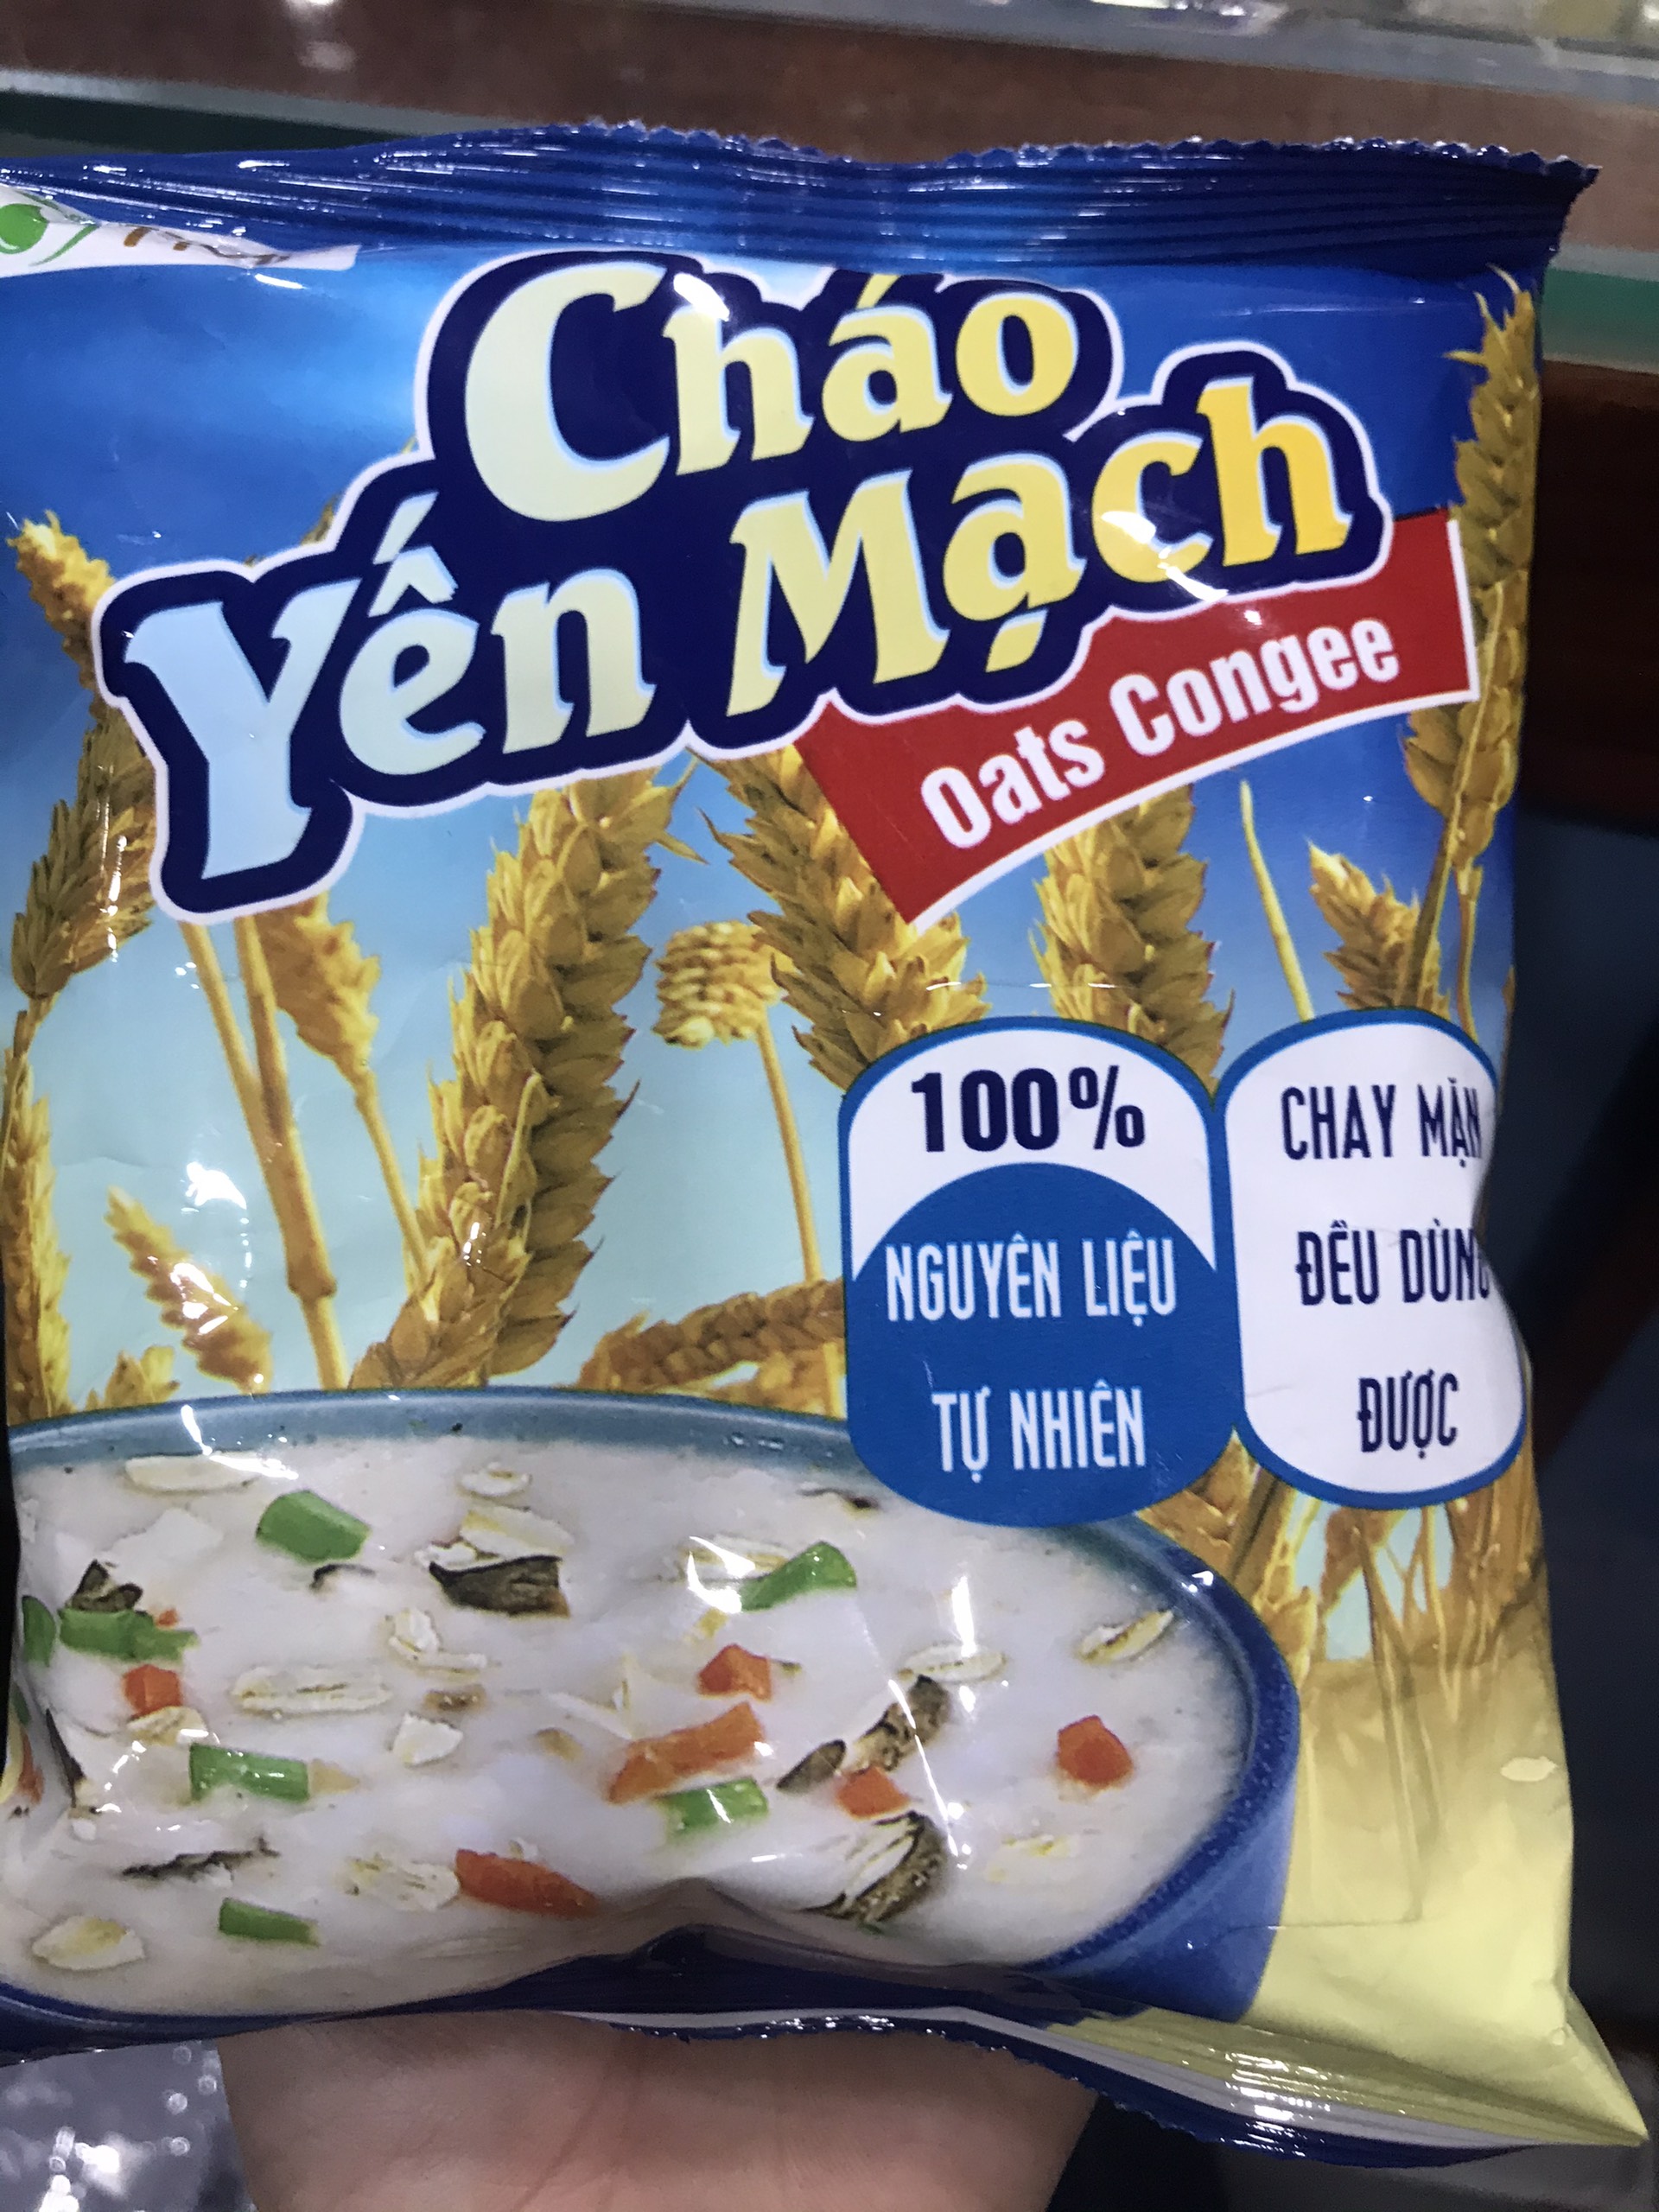 Cháo
Yến Mạch
Oats Congee
100%
NGUYÊN LIỆU
TỰ NHIÊN
CHAY MẶN
ĐỀU DÙNG
ĐƯỢC